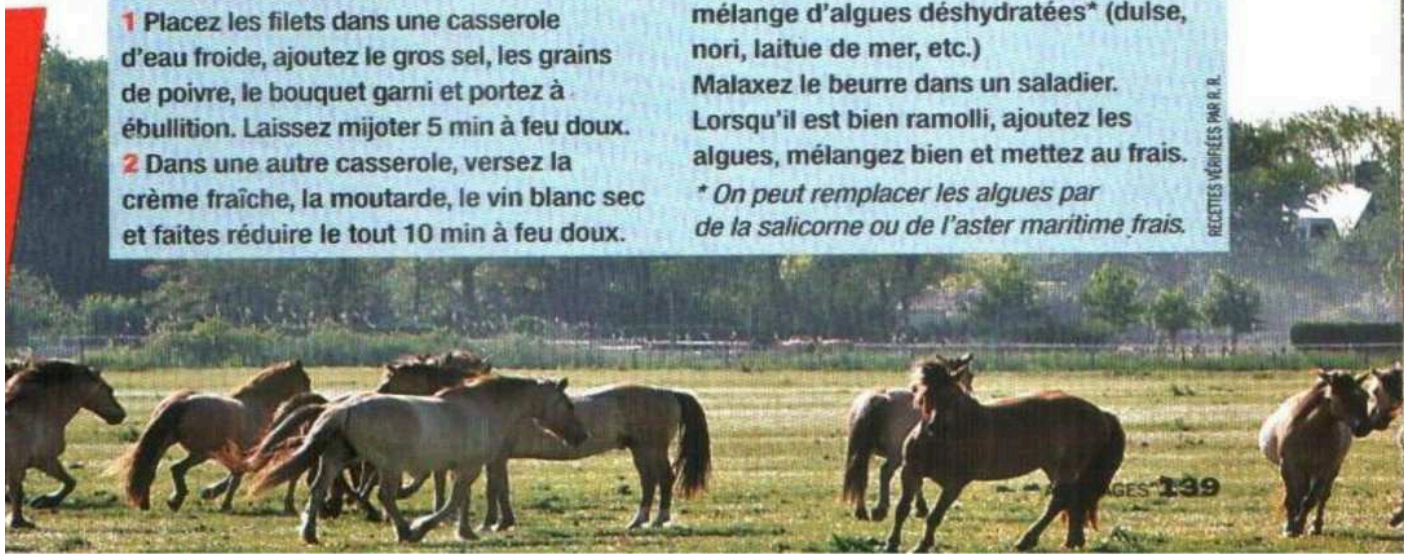 1 Placez les filets dans une casserole
d'eau froide, ajoutez le gros sel, les grains
de poivre, le bouquet garni et portez à
ébullition. Laissez mijoter 5 min à feu doux.
2 Dans une autre casserole, versez la
crème fraîche, la moutarde, le vin blanc sec
et faites réduire le tout 10 min à feu doux.
mélange d'algues déshydratées* (dulse,
nori, laitue de mer, etc.)
Malaxez le beurre dans un saladier.
Lorsqu'il est bien ramolli, ajoutez les
algues, mélangez bien et mettez au frais.
* On peut remplacer les algues par
de la salicorne ou de l'aster maritime frais.
RECETTES VÉRIFIÉES PAR R. R.
139